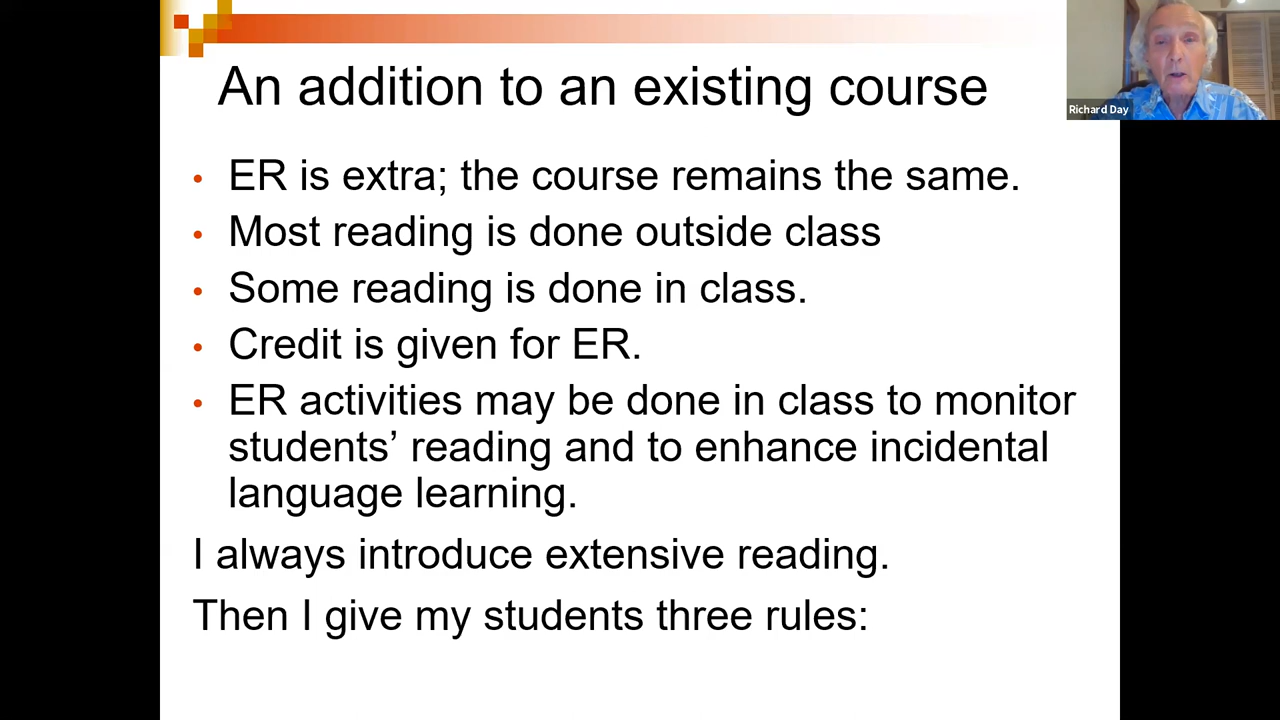 An addition to an existing course
Richard Day
• ER is extra; the course remains the same.
• Most reading is done outside class
• Some reading is done in class.
• Credit is given for ER.
• ER activities may be done in class to monitor
students’ reading and to enhance incidental
language learning.
I always introduce extensive reading.
Then I give my students three rules: